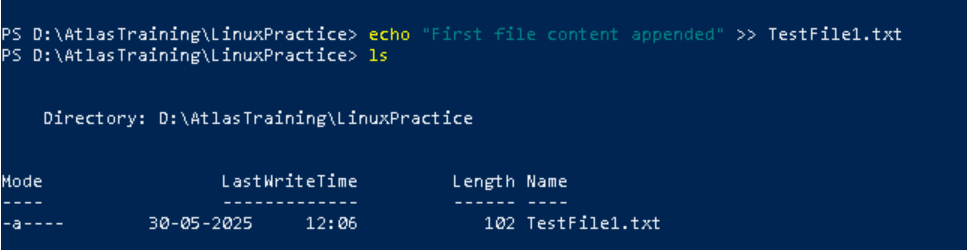 PS D:\AtlasTraining\LinuxPractice> echo "First file content appended" >> TestFile1.txt
PS D:\AtlasTraining\LinuxPractice> ls
Directory: D:\AtlasTraining\LinuxPractice
Mode                LastWriteTime         Length Name
----                -------------         ------ ----
-a----       30-05-2025     12:06            102 TestFile1.txt